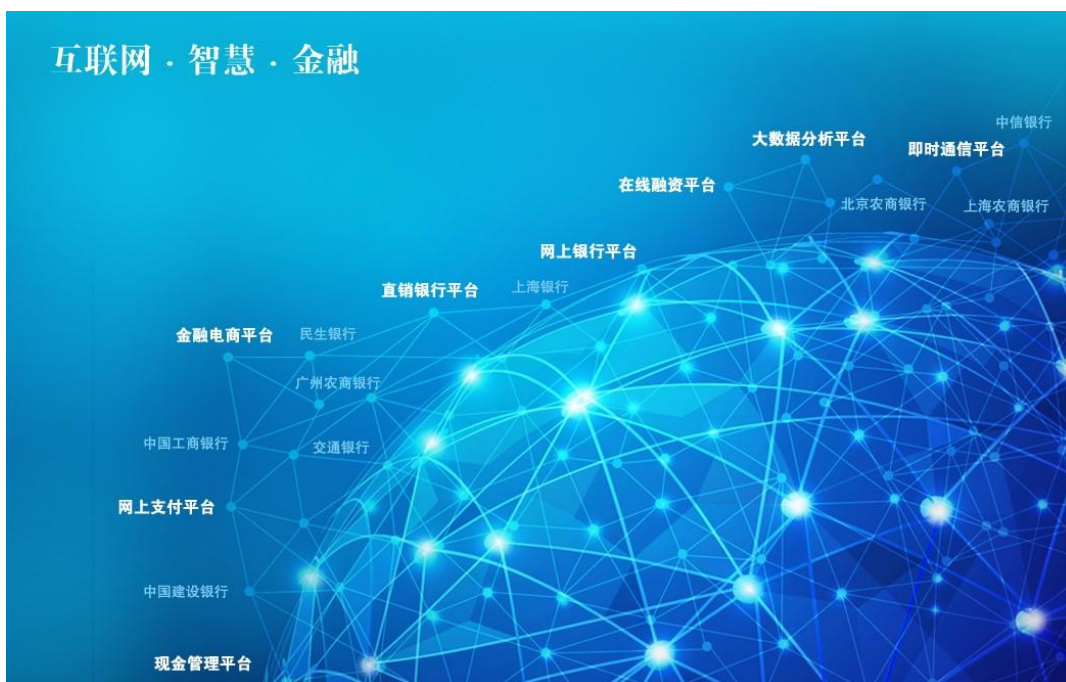 互联网 · 智慧 · 金融
中信银行
大数据分析平台
即时通信平台
在线融资平台
北京农商银行
上海农商银行
网上银行平台
直销银行平台
上海银行
金融电商平台
民生银行
广州农商银行
中国工商银行
交通银行
网上支付平台
中国建设银行
现金管理平台